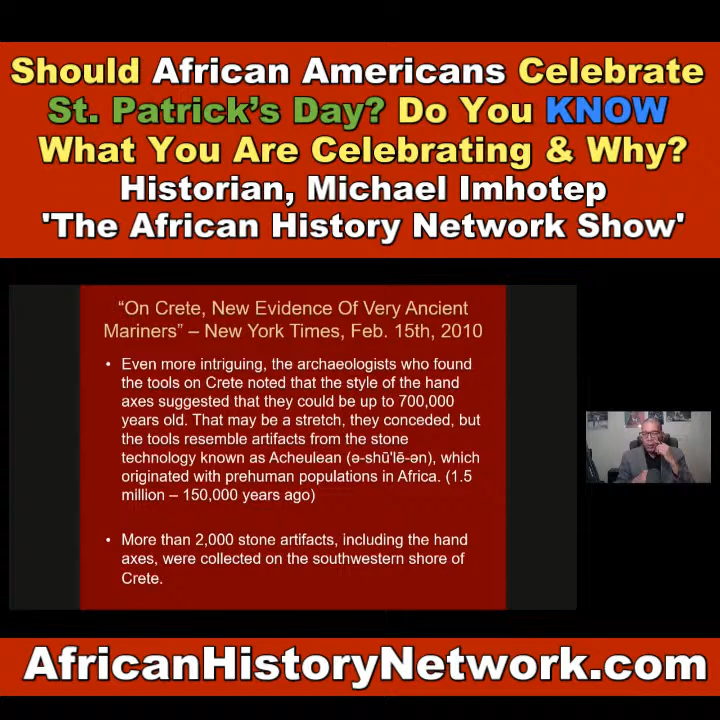 Should African Americans Celebrate
St. Patrick's Day? Do You KNOW
What You Are Celebrating & Why?
Historian, Michael Imhotep
'The African History Network Show'
“On Crete, New Evidence Of Very Ancient
Mariners” – New York Times, Feb. 15th, 2010
• Even more intriguing, the archaeologists who found
the tools on Crete noted that the style of the hand
axes suggested that they could be up to 700,000
years old. That may be a stretch, they conceded, but
the tools resemble artifacts from the stone
technology known as Acheulean (ə-shū'lē-ən), which
originated with prehuman populations in Africa. (1.5
million – 150,000 years ago)
• More than 2,000 stone artifacts, including the hand
axes, were collected on the southwestern shore of
Crete.
AfricanHistoryNetwork.com